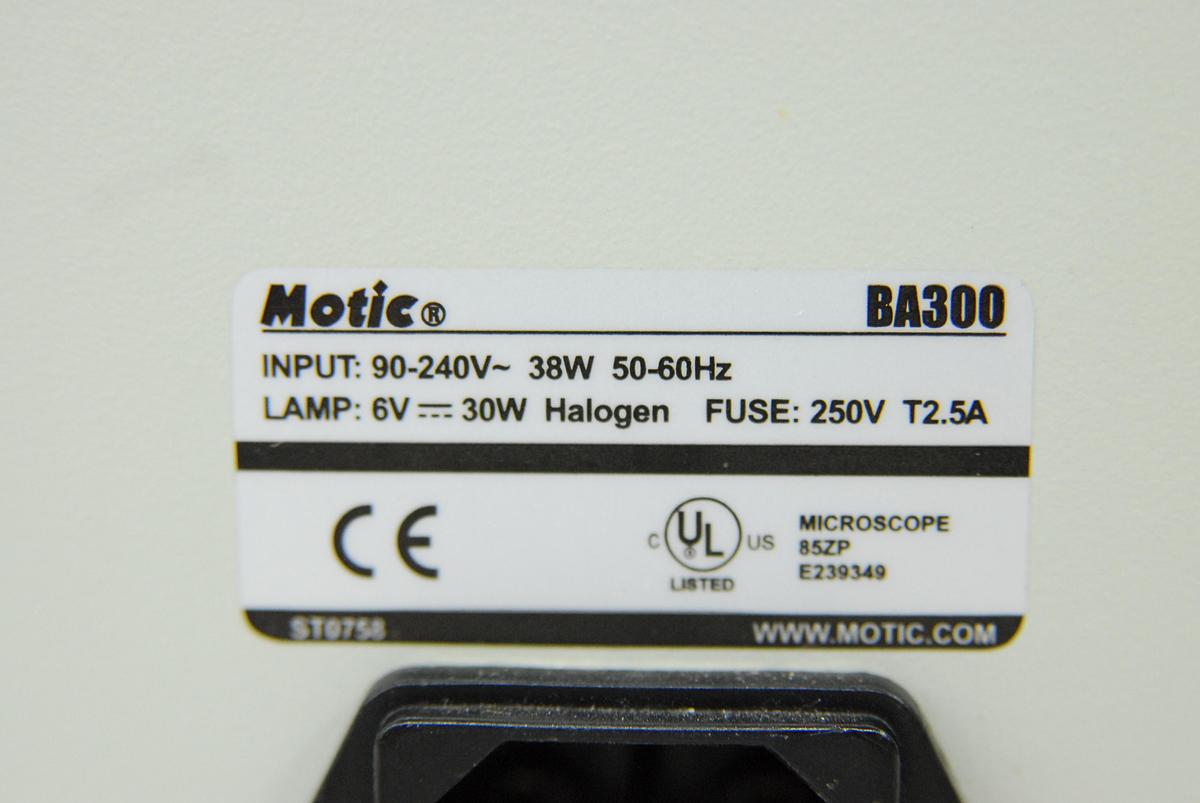 Motic® BA300
INPUT: 90-240V~ 38W 50-60Hz
LAMP: 6V ⎓ 30W Halogen FUSE: 250V T2.5A
CE
C UL US
LISTED
MICROSCOPE
85ZP
E239349
ST0758 WWW.MOTIC.COM